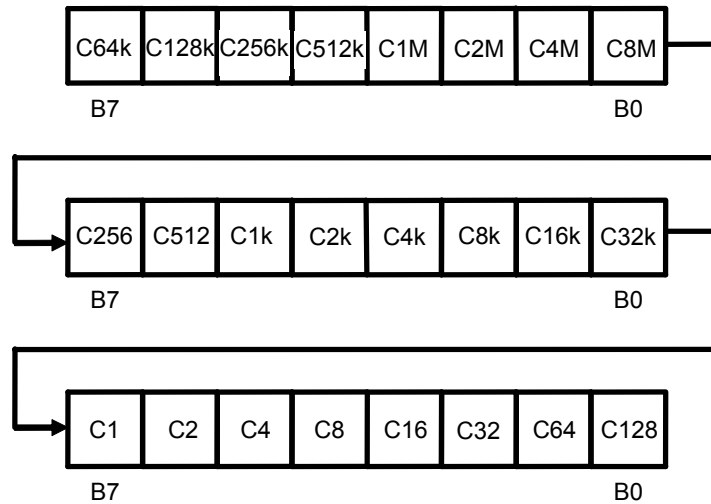 C64k C128k C256k C512k C1M C2M C4M C8M
B7 B0
C256 C512 C1k C2k C4k C8k C16k C32k
B7 B0
C1 C2 C4 C8 C16 C32 C64 C128
B7 B0